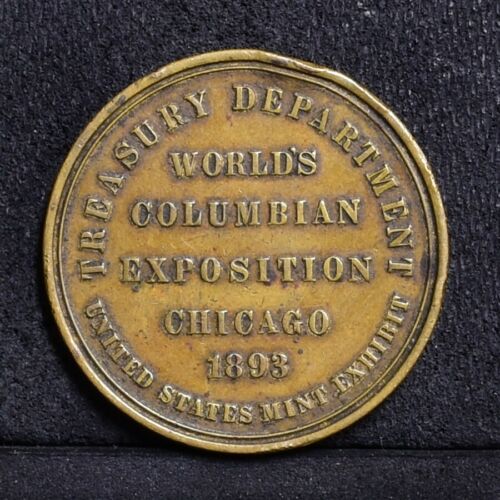 TREASURY DEPARTMENT
WORLD'S
COLUMBIAN
EXPOSITION
CHICAGO
1893
UNITED STATES MINT EXHIBIT